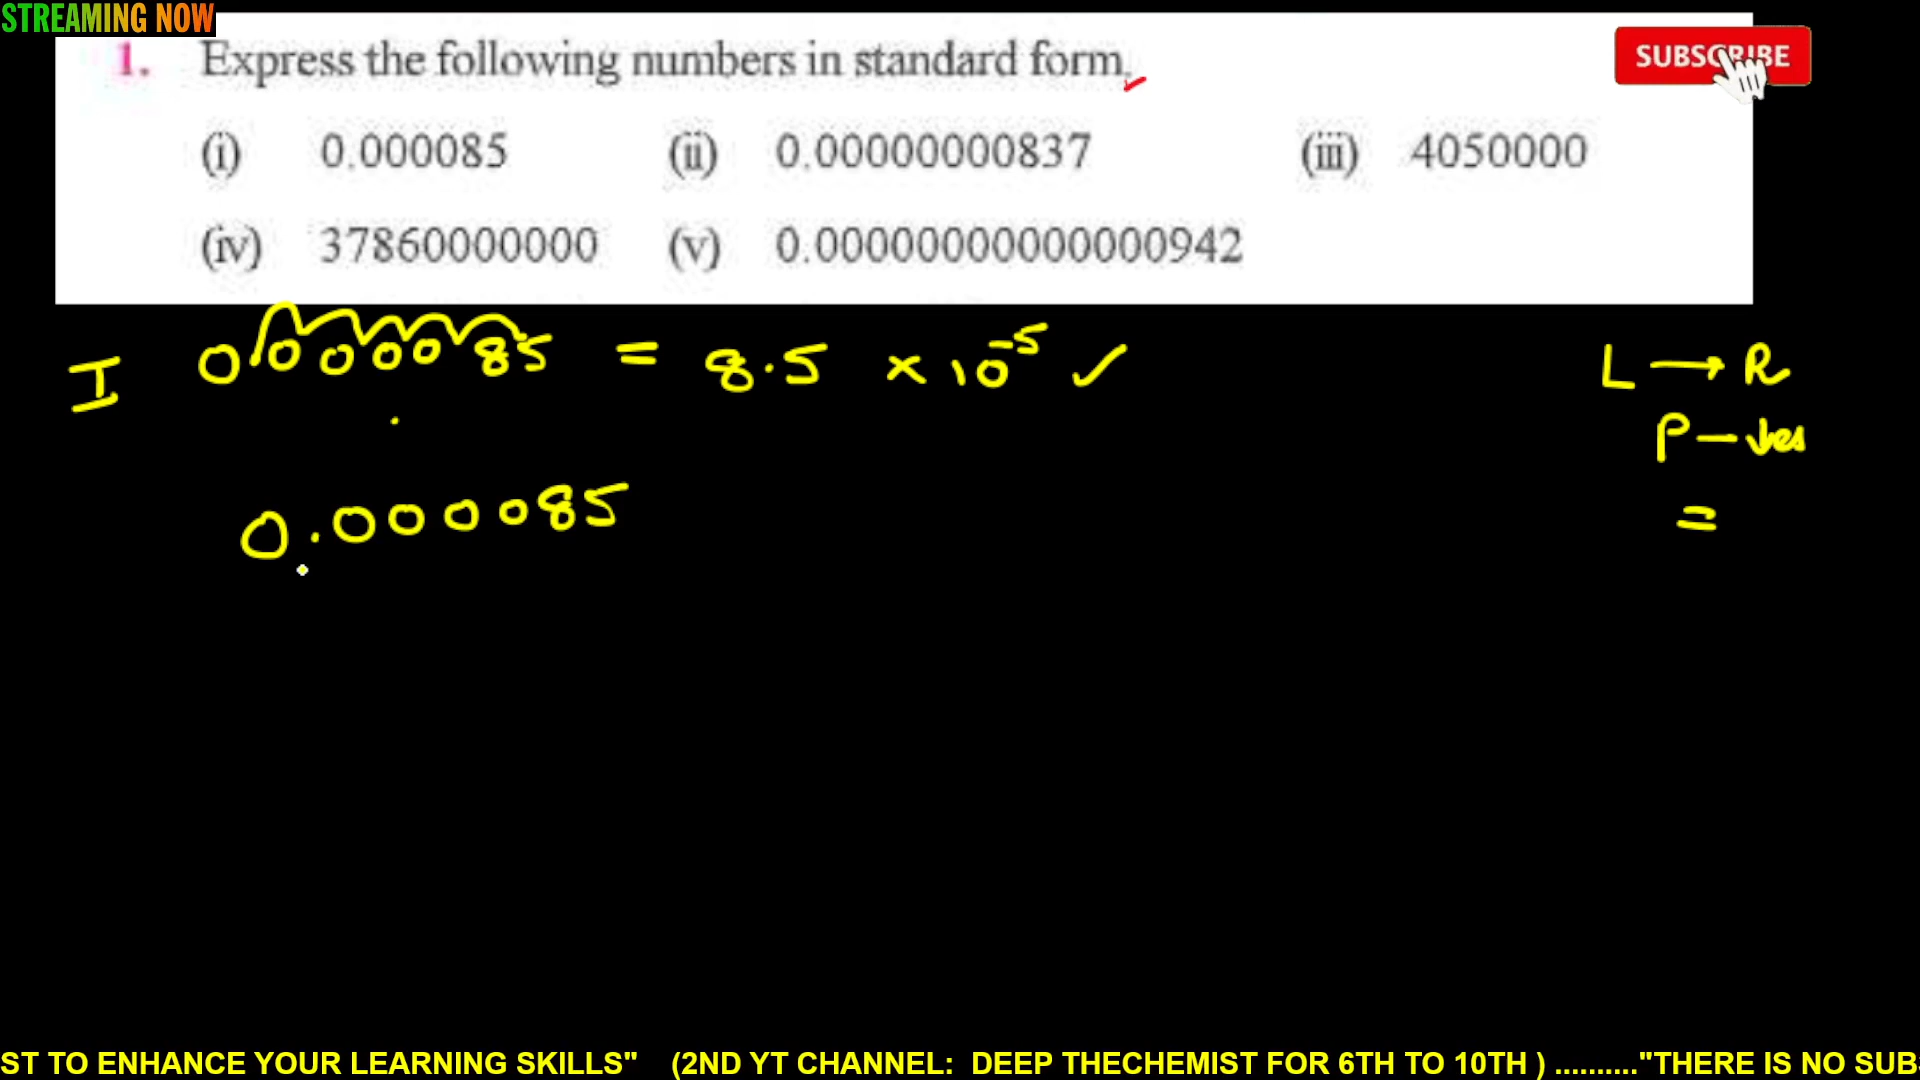 STREAMING NOW
1. Express the following numbers in standard form.
SUBSCRIBE
(i) 0.000085 (ii) 0.00000000837 (iii) 4050000
(iv) 37860000000 (v) 0.000000000000000942
I 0.000085 = 8.5 × 10⁻⁵ ✓
L → R
P – ves
=
0.000085
ST TO ENHANCE YOUR LEARNING SKILLS" (2ND YT CHANNEL: DEEP THECHEMIST FOR 6TH TO 10TH ) .........."THERE IS NO SUB